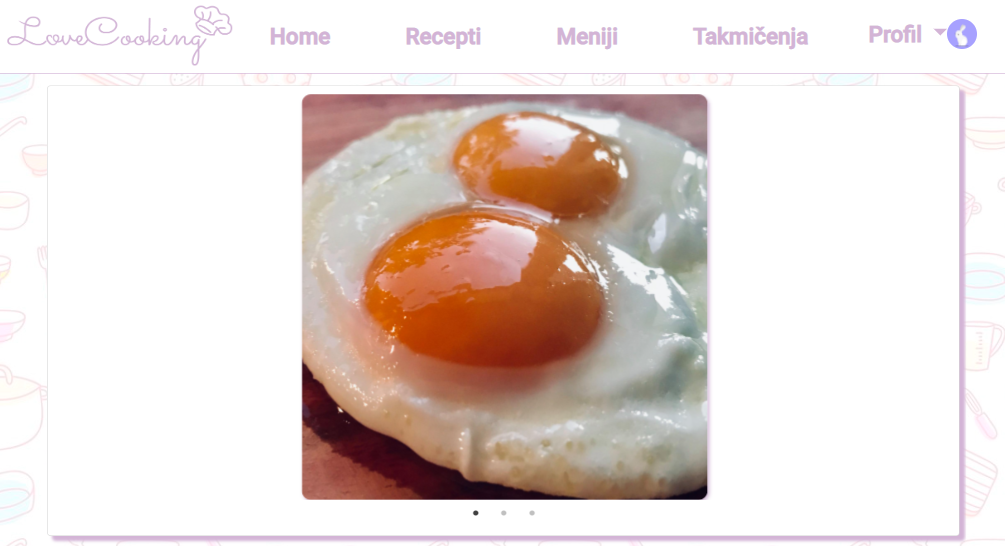 LoveCooking
Home
Recepti
Meniji
Takmičenja
Profil